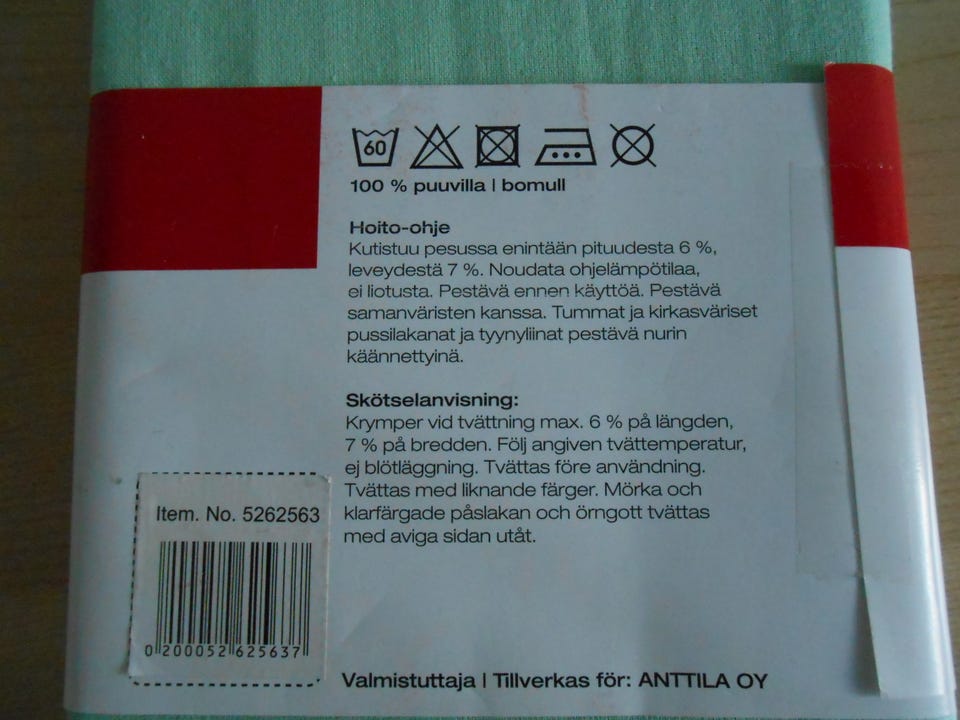 60
100 % puuvilla | bomull
Hoito-ohje
Kutistuu pesussa enintään pituudesta 6 %,
leveydestä 7 %. Noudata ohjelämpötilaa,
ei liotusta. Pestävä ennen käyttöä. Pestävä
samanväristen kanssa. Tummat ja kirkasväriset
pussilakanat ja tyynyliinat pestävä nurin
käännettyinä.
Skötselanvisning:
Krymper vid tvättning max. 6 % på längden,
7 % på bredden. Följ angiven tvättemperatur,
ej blötläggning. Tvättas före användning.
Tvättas med liknande färger. Mörka och
klarfärgade påslakan och örngott tvättas
med aviga sidan utåt.
Item. No. 5262563
0 200052 625637
Valmistuttaja | Tillverkas för: ANTTILA OY